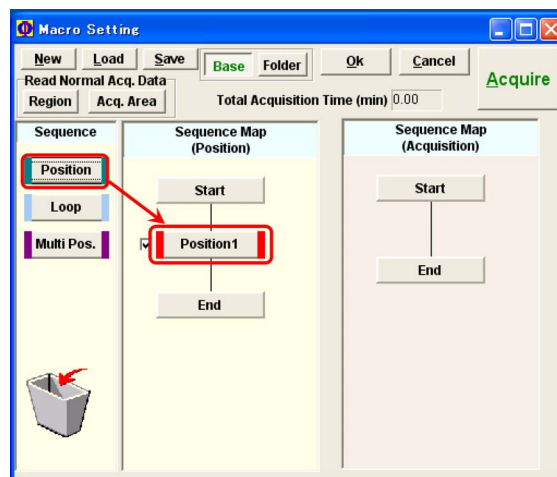 Macro Setting
New Load Save Base Folder Ok Cancel Acquire
Read Normal Acq. Data
Region Acq. Area Total Acquisition Time (min) 0.00
Sequence
Position
Loop
Multi Pos.
Sequence Map
(Position)
Start
Position1
End
Sequence Map
(Acquisition)
Start
End